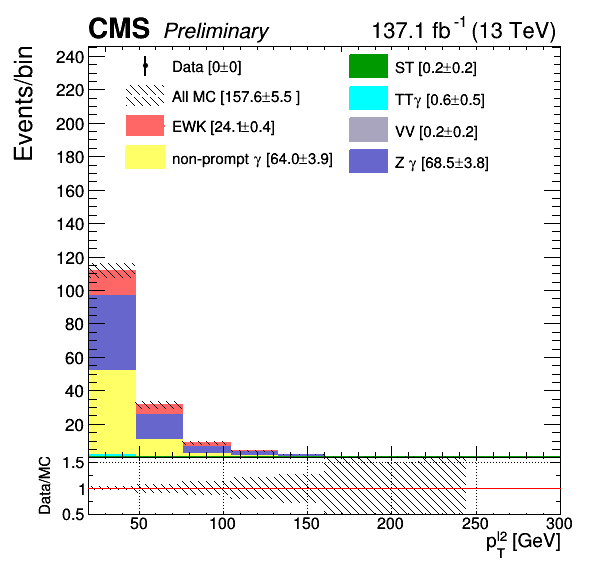 CMS Preliminary 137.1 fb⁻¹ (13 TeV)
Events/bin
240
220
200
180
160
140
120
100
80
60
40
20
Data [0±0]
All MC [157.6±5.5 ]
EWK [24.1±0.4]
non-prompt γ [64.0±3.9]
ST [0.2±0.2]
TTγ [0.6±0.5]
VV [0.2±0.2]
Z γ [68.5±3.8]
Data/MC
1.5
1
0.5
50 100 150 200 250 300
p_T^l2 [GeV]